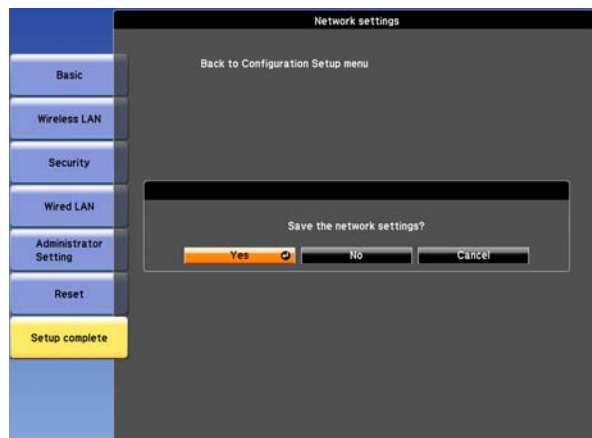 Network settings
Back to Configuration Setup menu
Basic
Wireless LAN
Security
Wired LAN
Administrator
Setting
Reset
Setup complete
Save the network settings?
Yes No Cancel